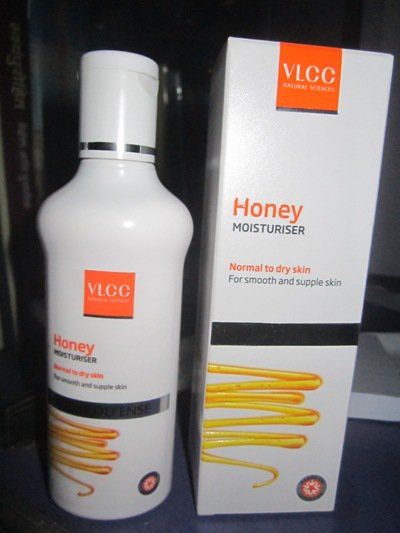 VLCC
NATURAL SCIENCES
Honey
MOISTURISER
Normal to dry skin
For smooth and supple skin
DEFENSE
VLCC
NATURAL SCIENCES
Honey
MOISTURISER
Normal to dry skin
For smooth and supple skin